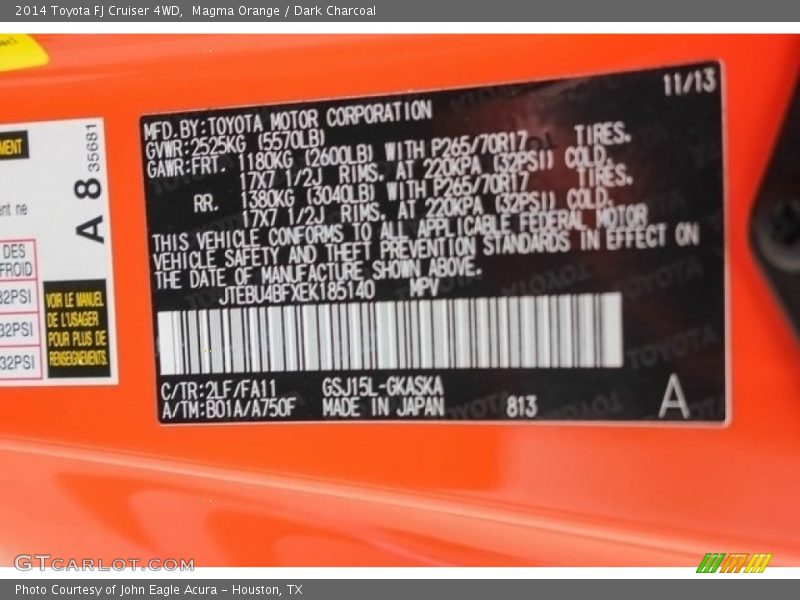 2014 Toyota FJ Cruiser 4WD,  Magma Orange / Dark Charcoal
MFD.BY:TOYOTA MOTOR CORPORATION 11/13
GVWR:2525KG (5570LB)
GAWR:FRT. 1180KG (2600LB) WITH P265/70R17 TIRES.
17X7 1/2J RIMS. AT 220KPA (32PSI) COLD.
RR. 1380KG (3040LB) WITH P265/70R17 TIRES.
17X7 1/2J RIMS. AT 220KPA (32PSI) COLD.
THIS VEHICLE CONFORMS TO ALL APPLICABLE FEDERAL MOTOR
VEHICLE SAFETY AND THEFT PREVENTION STANDARDS IN EFFECT ON
THE DATE OF MANUFACTURE SHOWN ABOVE.
JTEBU4BFXEK185140 MPV
C/TR:2LF/FA11 GSJ15L-GKASKA
A/TM:B01A/A750F MADE IN JAPAN 813 A
A 8 35681
DES
FROID
32PSI
32PSI
32PSI
VOIR LE MANUEL
DE L'USAGER
POUR PLUS DE
RENSEIGNEMENTS
GTCARLOT.COM
Photo Courtesy of John Eagle Acura - Houston, TX